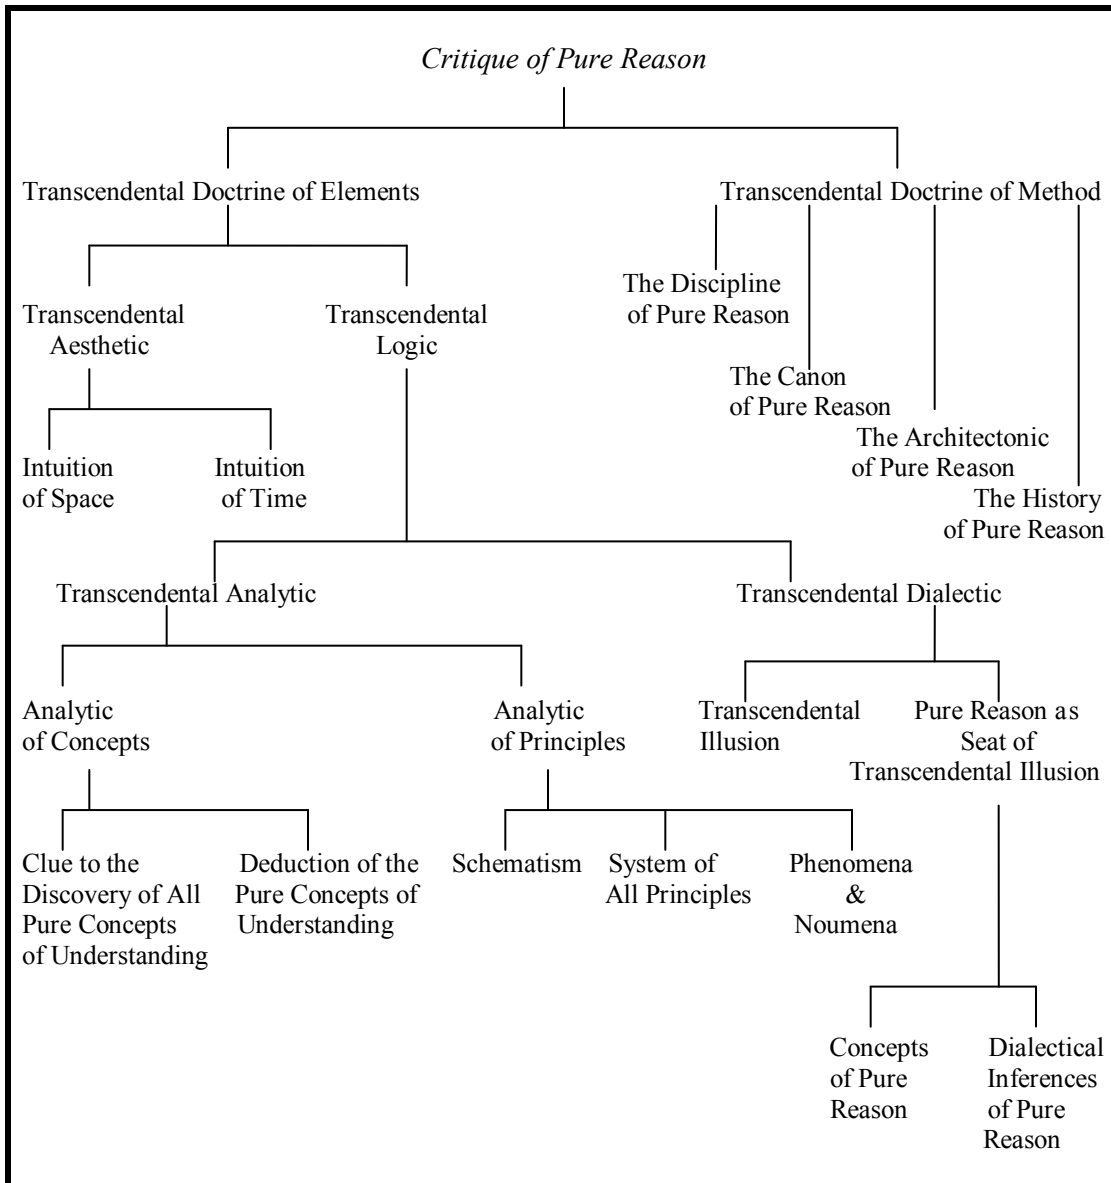 Critique of Pure Reason
Transcendental Doctrine of Elements
Transcendental Doctrine of Method
The Discipline
of Pure Reason
Transcendental
Aesthetic
Transcendental
Logic
The Canon
of Pure Reason
The Architectonic
of Pure Reason
Intuition
of Space
Intuition
of Time
The History
of Pure Reason
Transcendental Analytic
Transcendental Dialectic
Analytic
of Concepts
Analytic
of Principles
Transcendental
Illusion
Pure Reason as
Seat of
Transcendental Illusion
Clue to the
Discovery of All
Pure Concepts
of Understanding
Deduction of the
Pure Concepts of
Understanding
Schematism
System of
All Principles
Phenomena
&
Noumena
Concepts
of Pure
Reason
Dialectical
Inferences
of Pure
Reason